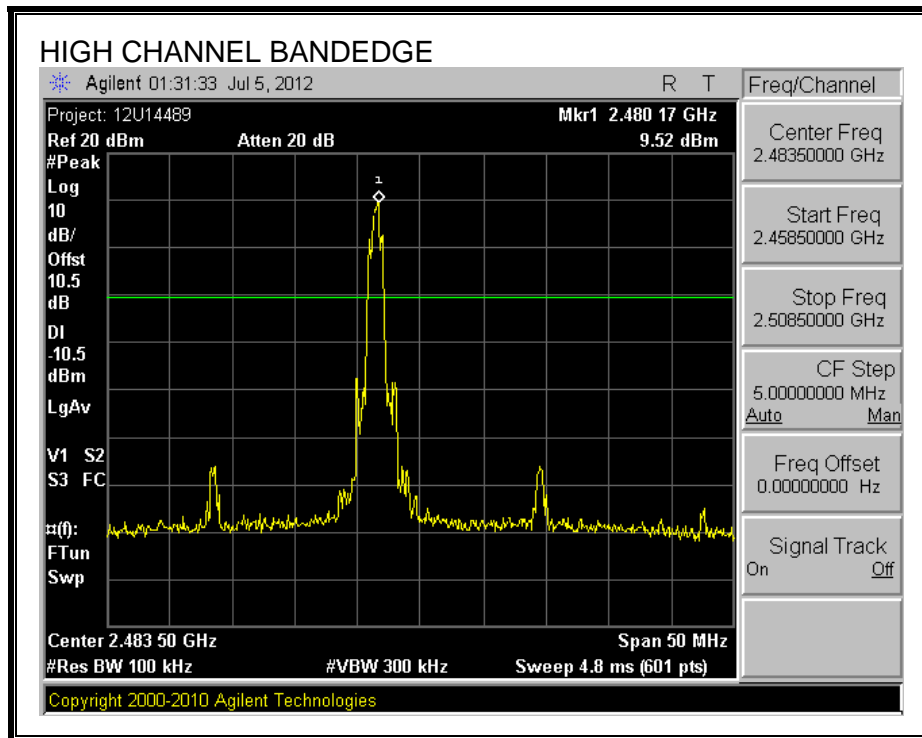 HIGH CHANNEL BANDEDGE
Agilent 01:31:33 Jul 5, 2012 R T
Project: 12U14489 Mkr1 2.480 17 GHz
Ref 20 dBm Atten 20 dB 9.52 dBm
#Peak
Log
10
dB/
Offst
10.5
dB
DI
-10.5
dBm
LgAv
V1 S2
S3 FC
¤(f):
FTun
Swp
1
Center 2.483 50 GHz Span 50 MHz
#Res BW 100 kHz #VBW 300 kHz Sweep 4.8 ms (601 pts)
Copyright 2000-2010 Agilent Technologies
Freq/Channel
Center Freq
2.48350000 GHz
Start Freq
2.45850000 GHz
Stop Freq
2.50850000 GHz
CF Step
5.00000000 MHz
Auto Man
Freq Offset
0.00000000 Hz
Signal Track
On Off